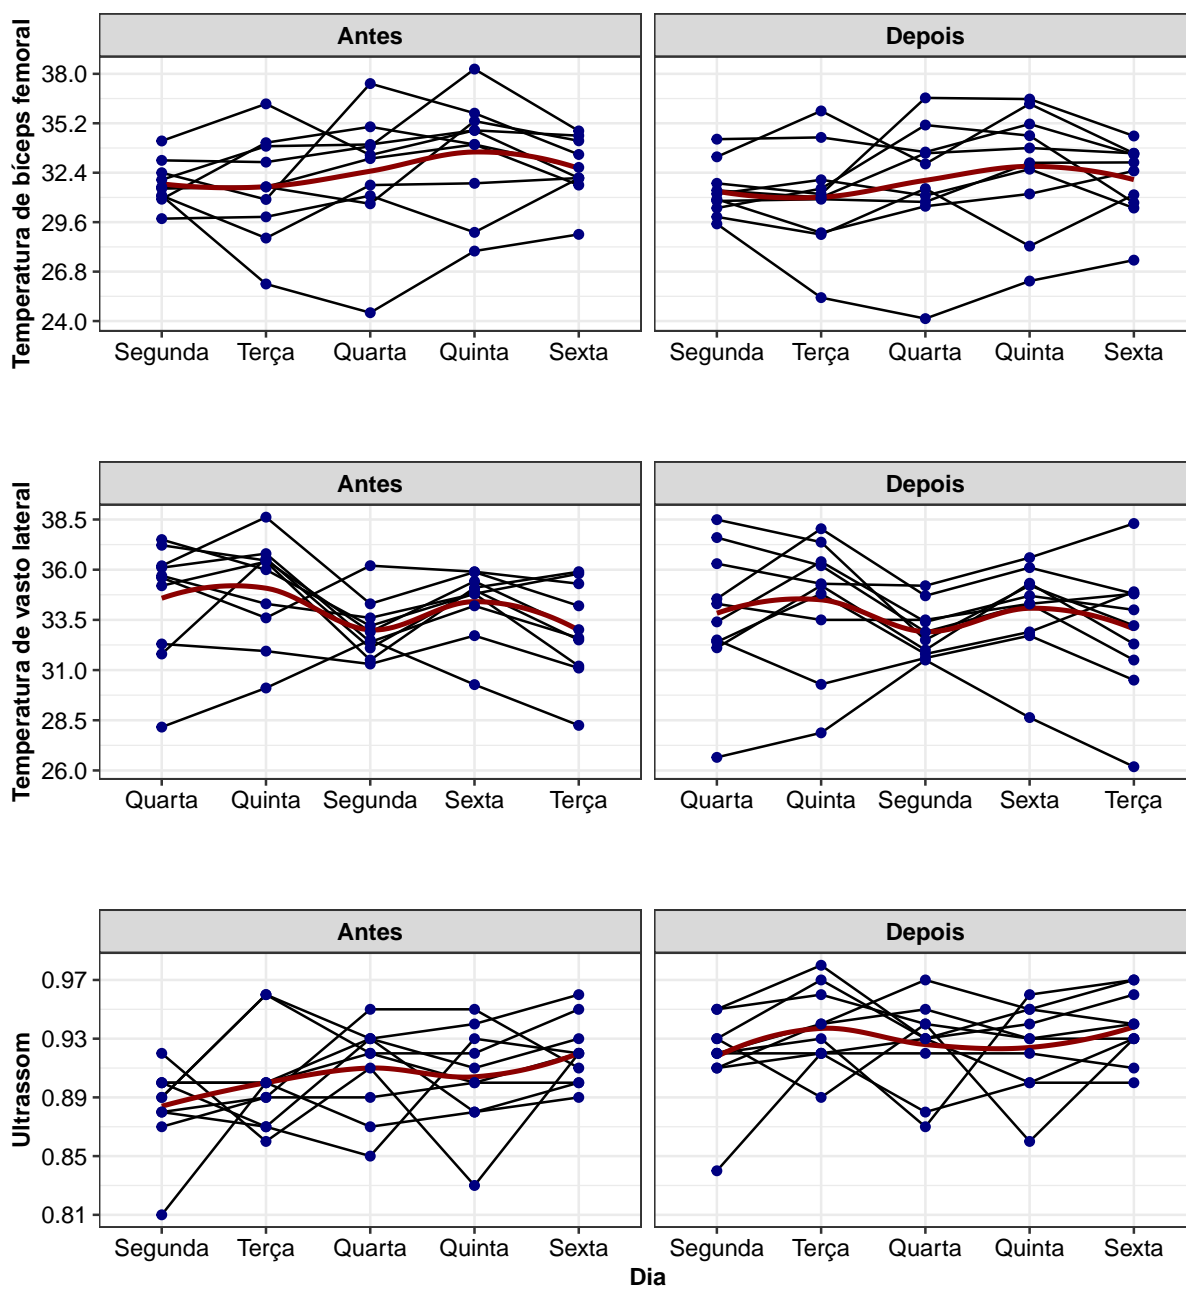 Antes Depois
Temperatura de bíceps femoral
38.0
35.2
32.4
29.6
26.8
24.0
Segunda Terça Quarta Quinta Sexta Segunda Terça Quarta Quinta Sexta
Antes Depois
Temperatura de vasto lateral
38.5
36.0
33.5
31.0
28.5
26.0
Quarta Quinta Segunda Sexta Terça Quarta Quinta Segunda Sexta Terça
Antes Depois
Ultrassom
0.97
0.93
0.89
0.85
0.81
Segunda Terça Quarta Quinta Sexta Segunda Terça Quarta Quinta Sexta
Dia